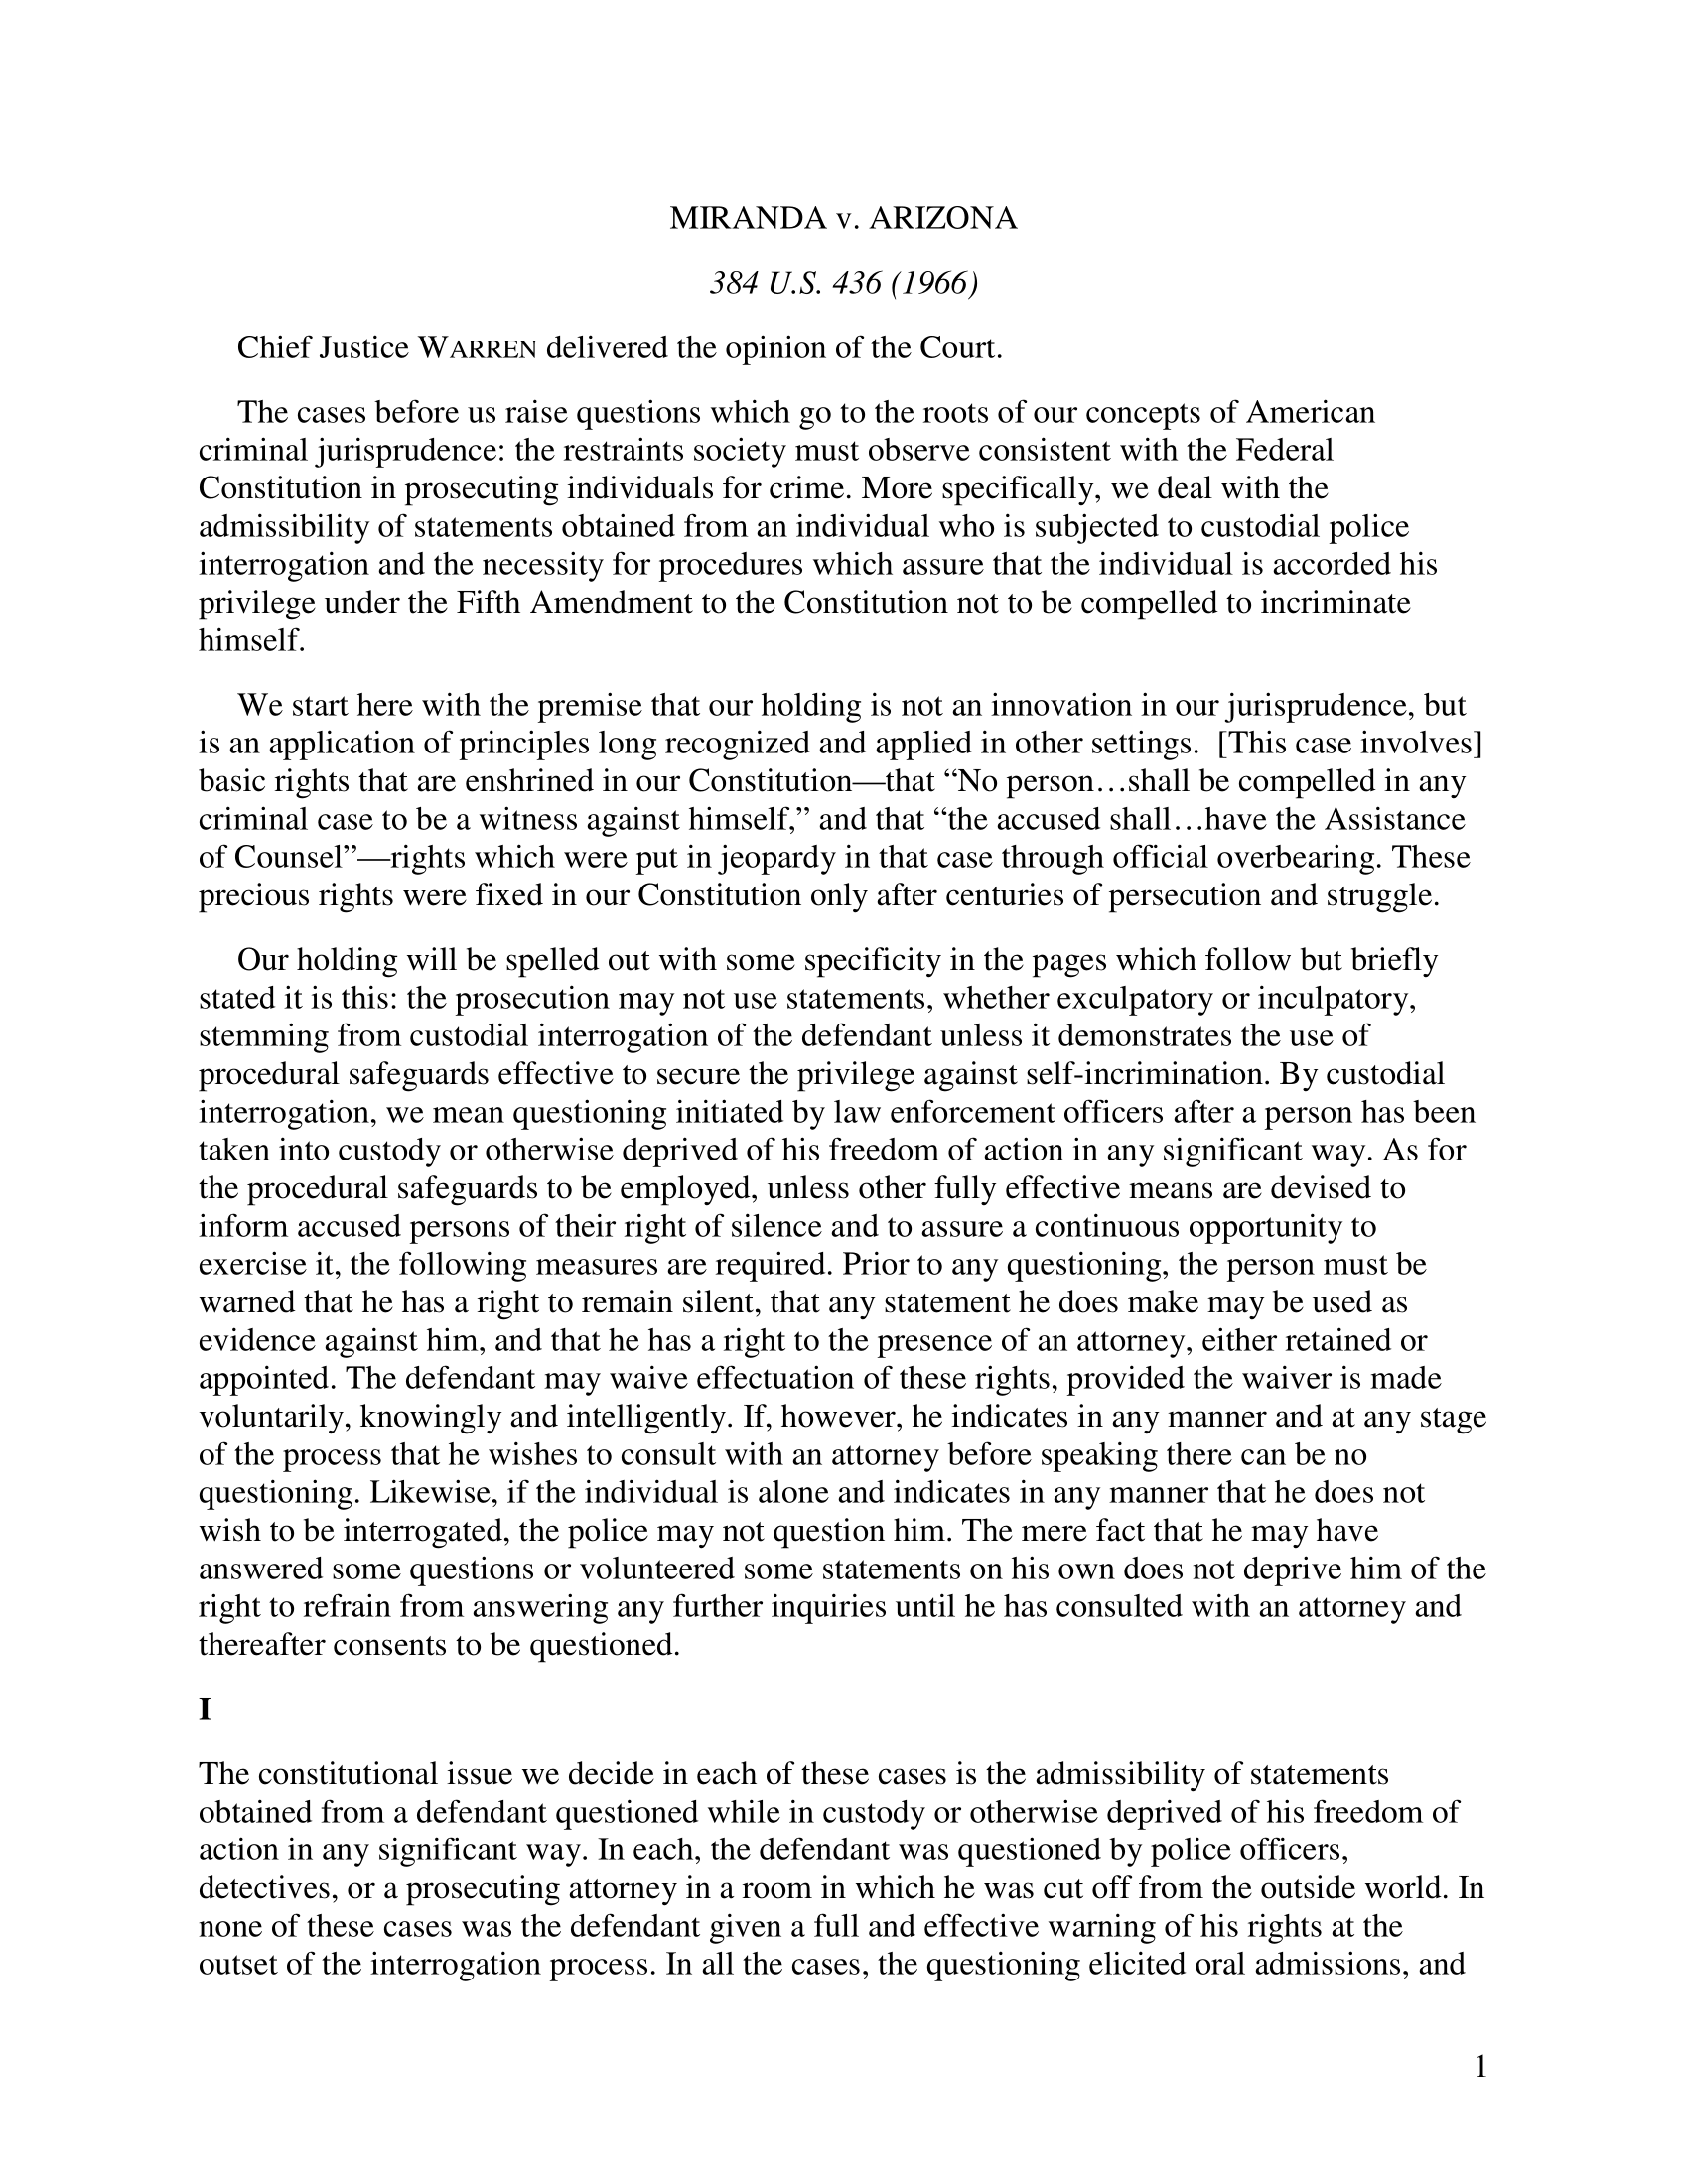 MIRANDA v. ARIZONA
384 U.S. 436 (1966)
Chief Justice WARREN delivered the opinion of the Court.
The cases before us raise questions which go to the roots of our concepts of American
criminal jurisprudence: the restraints society must observe consistent with the Federal
Constitution in prosecuting individuals for crime. More specifically, we deal with the
admissibility of statements obtained from an individual who is subjected to custodial police
interrogation and the necessity for procedures which assure that the individual is accorded his
privilege under the Fifth Amendment to the Constitution not to be compelled to incriminate
himself.
We start here with the premise that our holding is not an innovation in our jurisprudence, but
is an application of principles long recognized and applied in other settings.  [This case involves]
basic rights that are enshrined in our Constitution—that “No person…shall be compelled in any
criminal case to be a witness against himself,” and that “the accused shall…have the Assistance
of Counsel”—rights which were put in jeopardy in that case through official overbearing. These
precious rights were fixed in our Constitution only after centuries of persecution and struggle.
Our holding will be spelled out with some specificity in the pages which follow but briefly
stated it is this: the prosecution may not use statements, whether exculpatory or inculpatory,
stemming from custodial interrogation of the defendant unless it demonstrates the use of
procedural safeguards effective to secure the privilege against self-incrimination. By custodial
interrogation, we mean questioning initiated by law enforcement officers after a person has been
taken into custody or otherwise deprived of his freedom of action in any significant way. As for
the procedural safeguards to be employed, unless other fully effective means are devised to
inform accused persons of their right of silence and to assure a continuous opportunity to
exercise it, the following measures are required. Prior to any questioning, the person must be
warned that he has a right to remain silent, that any statement he does make may be used as
evidence against him, and that he has a right to the presence of an attorney, either retained or
appointed. The defendant may waive effectuation of these rights, provided the waiver is made
voluntarily, knowingly and intelligently. If, however, he indicates in any manner and at any stage
of the process that he wishes to consult with an attorney before speaking there can be no
questioning. Likewise, if the individual is alone and indicates in any manner that he does not
wish to be interrogated, the police may not question him. The mere fact that he may have
answered some questions or volunteered some statements on his own does not deprive him of the
right to refrain from answering any further inquiries until he has consulted with an attorney and
thereafter consents to be questioned.
I
The constitutional issue we decide in each of these cases is the admissibility of statements
obtained from a defendant questioned while in custody or otherwise deprived of his freedom of
action in any significant way. In each, the defendant was questioned by police officers,
detectives, or a prosecuting attorney in a room in which he was cut off from the outside world. In
none of these cases was the defendant given a full and effective warning of his rights at the
outset of the interrogation process. In all the cases, the questioning elicited oral admissions, and
1